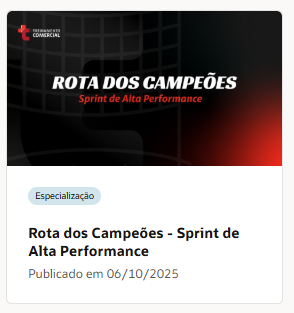 TREINAMENTO
COMERCIAL
ROTA DOS CAMPEÕES
Sprint de Alta Performance
Especialização
Rota dos Campeões - Sprint de
Alta Performance
Publicado em 06/10/2025